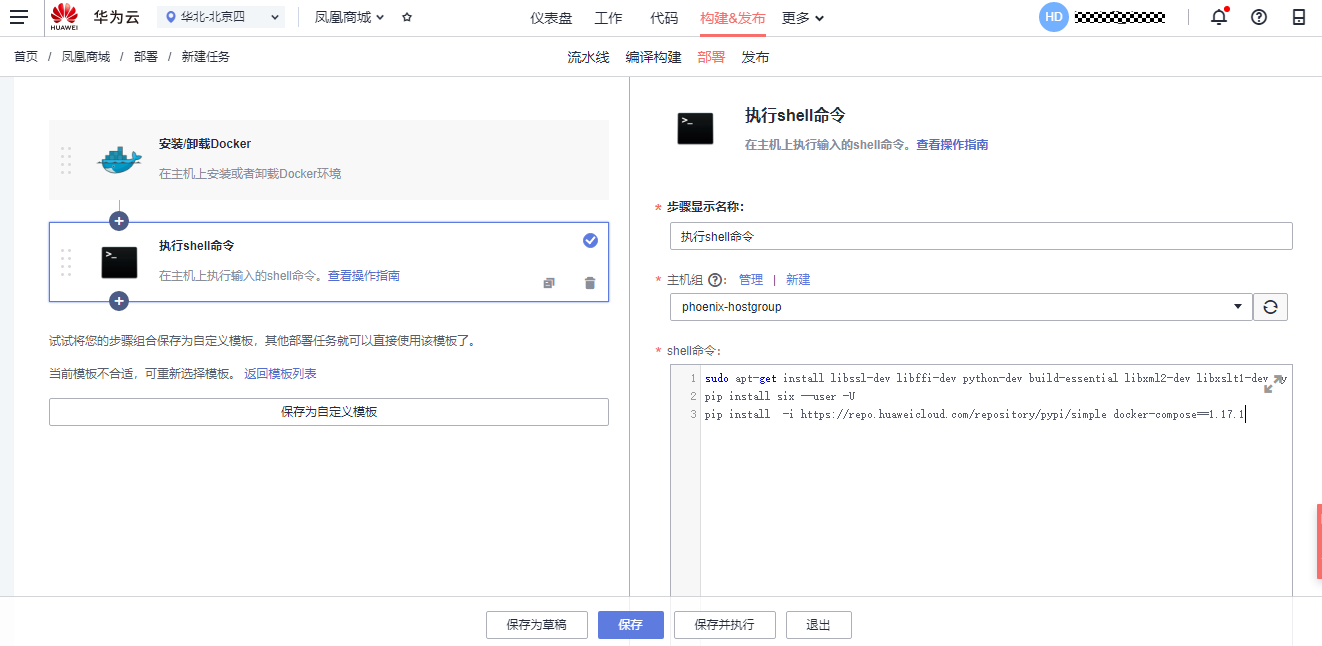 HUAWEI
华为云
华北-北京四
凤凰商城
仪表盘 工作 代码 构建&发布 更多
HD
首页 / 凤凰商城 / 部署 / 新建任务
流水线 编译构建 部署 发布
安装/卸载Docker
在主机上安装或者卸载Docker环境
执行shell命令
在主机上执行输入的shell命令。查看操作指南
试试将您的步骤组合保存为自定义模板，其他部署任务就可以直接使用该模板了。
当前模板不合适，可重新选择模板。 返回模板列表
保存为自定义模板
执行shell命令
在主机上执行输入的shell命令。查看操作指南
* 步骤显示名称:
执行shell命令
* 主机组 ? : 管理 | 新建
phoenix-hostgroup
* shell命令:
1 sudo apt-get install libssl-dev libffi-dev python-dev build-essential libxml2-dev libxslt1-dev
2 pip install six --user -U
3 pip install  -i https://repo.huaweicloud.com/repository/pypi/simple docker-compose==1.17.1
保存为草稿 保存 保存并执行 退出